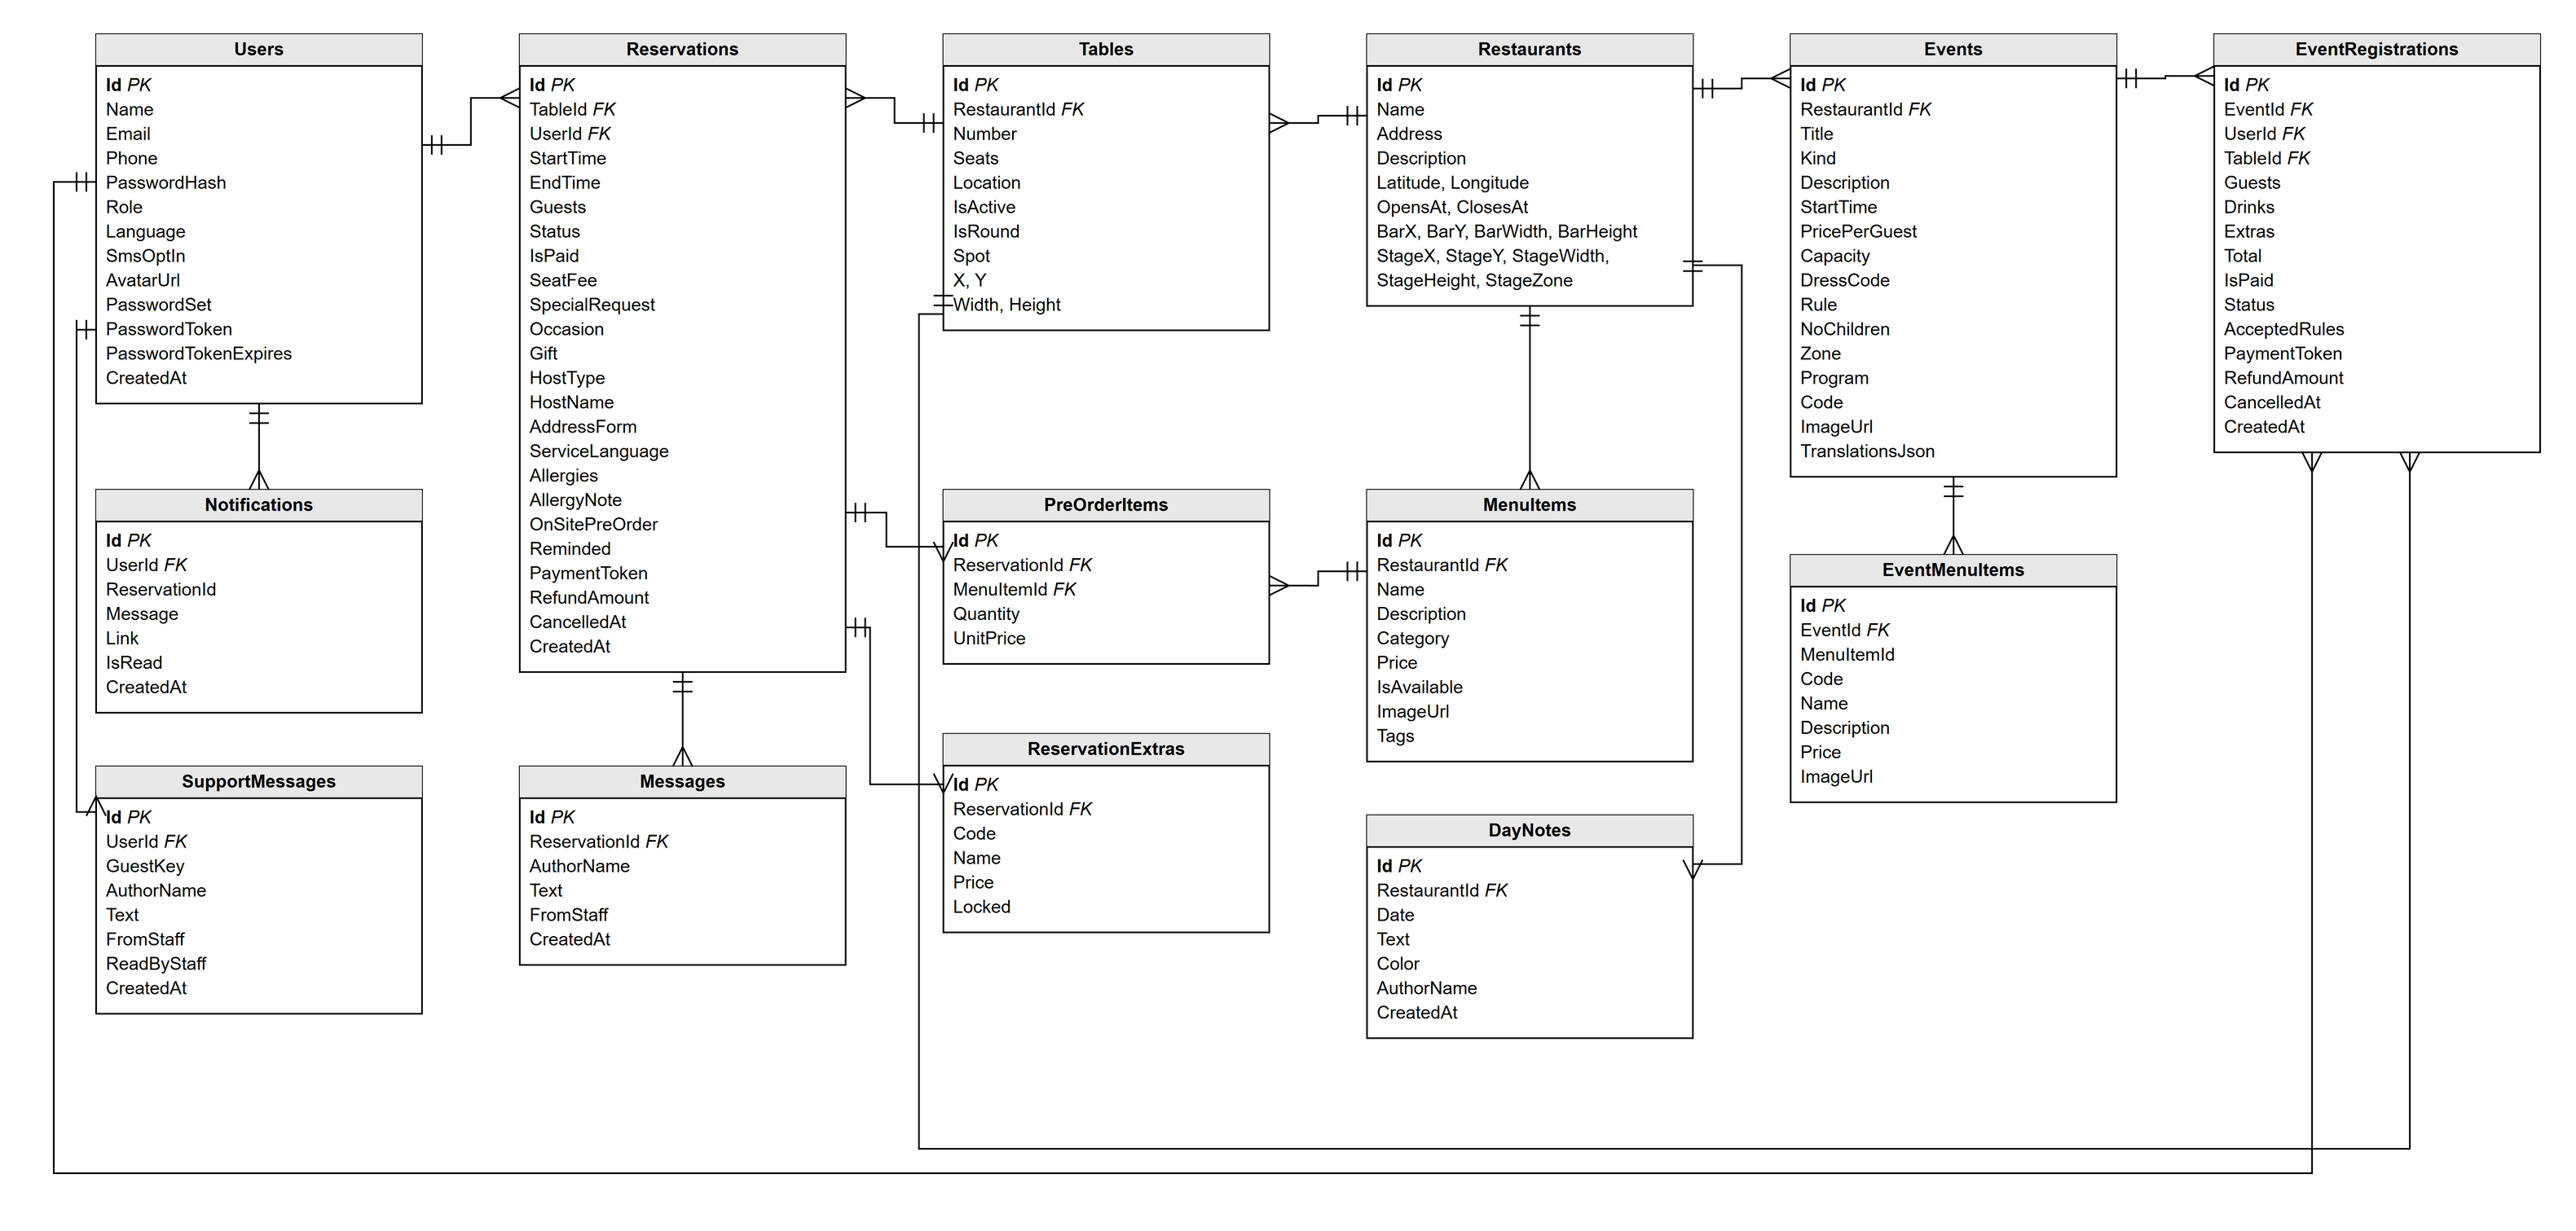 Users
Id PK
Name
Email
Phone
PasswordHash
Role
Language
SmsOptIn
AvatarUrl
PasswordSet
PasswordToken
PasswordTokenExpires
CreatedAt
Reservations
Id PK
TableId FK
UserId FK
StartTime
EndTime
Guests
Status
IsPaid
SeatFee
SpecialRequest
Occasion
Gift
HostType
HostName
AddressForm
ServiceLanguage
Allergies
AllergyNote
OnSitePreOrder
Reminded
PaymentToken
RefundAmount
CancelledAt
CreatedAt
Tables
Id PK
RestaurantId FK
Number
Seats
Location
IsActive
IsRound
Spot
X, Y
Width, Height
Restaurants
Id PK
Name
Address
Description
Latitude, Longitude
OpensAt, ClosesAt
BarX, BarY, BarWidth, BarHeight
StageX, StageY, StageWidth,
StageHeight, StageZone
Events
Id PK
RestaurantId FK
Title
Kind
Description
StartTime
PricePerGuest
Capacity
DressCode
Rule
NoChildren
Zone
Program
Code
ImageUrl
TranslationsJson
EventRegistrations
Id PK
EventId FK
UserId FK
TableId FK
Guests
Drinks
Extras
Total
IsPaid
Status
AcceptedRules
PaymentToken
RefundAmount
CancelledAt
CreatedAt
Notifications
Id PK
UserId FK
ReservationId
Message
Link
IsRead
CreatedAt
PreOrderItems
Id PK
ReservationId FK
MenuItemId FK
Quantity
UnitPrice
MenuItems
Id PK
RestaurantId FK
Name
Description
Category
Price
IsAvailable
ImageUrl
Tags
EventMenuItems
Id PK
EventId FK
MenuItemId
Code
Name
Description
Price
ImageUrl
SupportMessages
Id PK
UserId FK
GuestKey
AuthorName
Text
FromStaff
ReadByStaff
CreatedAt
Messages
Id PK
ReservationId FK
AuthorName
Text
FromStaff
CreatedAt
ReservationExtras
Id PK
ReservationId FK
Code
Name
Price
Locked
DayNotes
Id PK
RestaurantId FK
Date
Text
Color
AuthorName
CreatedAt